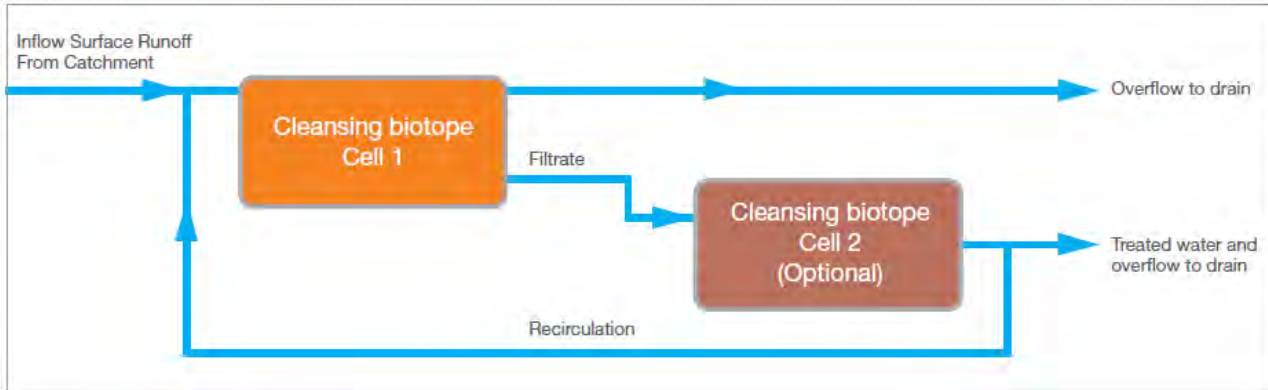 Inflow Surface Runoff
From Catchment
Overflow to drain
Cleansing biotope
Cell 1
Filtrate
Cleansing biotope
Cell 2
(Optional)
Treated water and
overflow to drain
Recirculation